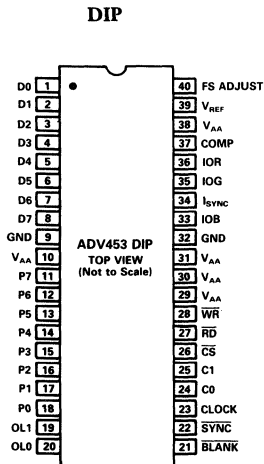 DIP
D0 1
D1 2
D2 3
D3 4
D4 5
D5 6
D6 7
D7 8
GND 9
VAA 10
P7 11
P6 12
P5 13
P4 14
P3 15
P2 16
P1 17
P0 18
OL1 19
OL0 20
ADV453 DIP
TOP VIEW
(Not to Scale)
40 FS ADJUST
39 VREF
38 VAA
37 COMP
36 IOR
35 IOG
34 ISYNC
33 IOB
32 GND
31 VAA
30 VAA
29 VAA
28 WR
27 RD
26 CS
25 C1
24 C0
23 CLOCK
22 SYNC
21 BLANK